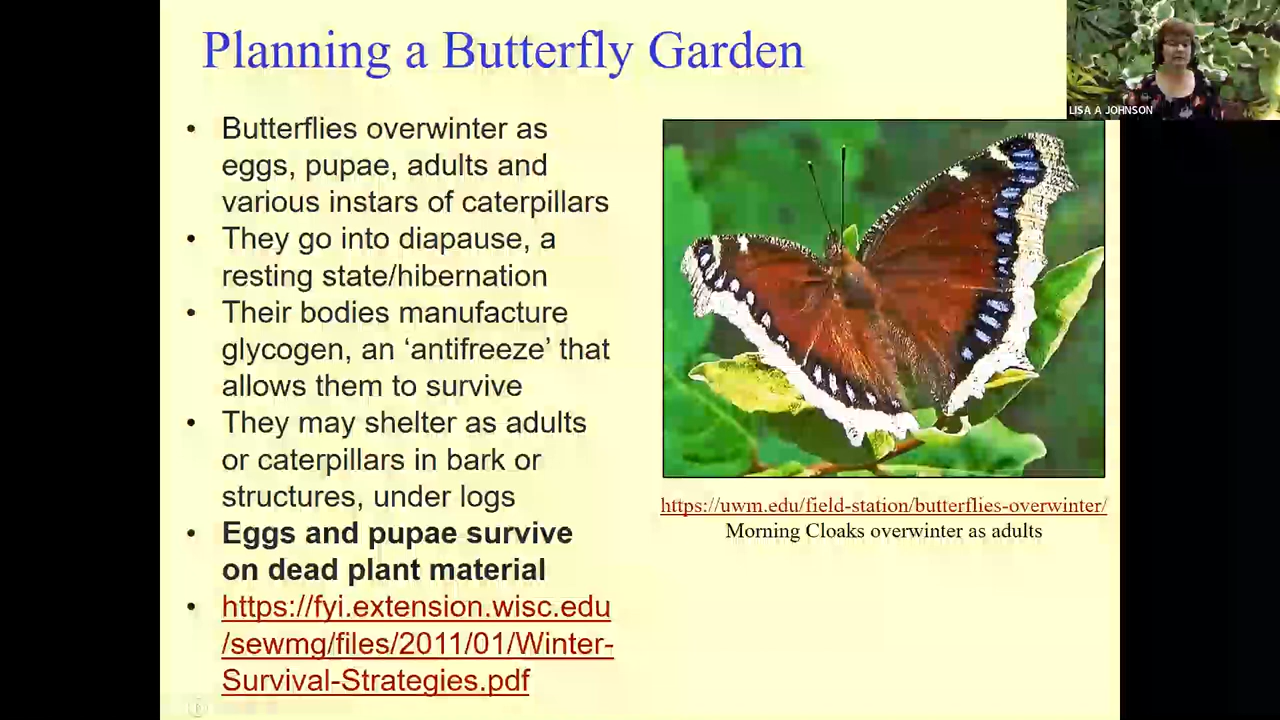 Planning a Butterfly Garden
LISA A JOHNSON
• Butterflies overwinter as
eggs, pupae, adults and
various instars of caterpillars
• They go into diapause, a
resting state/hibernation
• Their bodies manufacture
glycogen, an ‘antifreeze’ that
allows them to survive
• They may shelter as adults
or caterpillars in bark or
structures, under logs
• Eggs and pupae survive
on dead plant material
• https://fyi.extension.wisc.edu
/sewmg/files/2011/01/Winter-
Survival-Strategies.pdf
https://uwm.edu/field-station/butterflies-overwinter/
Morning Cloaks overwinter as adults